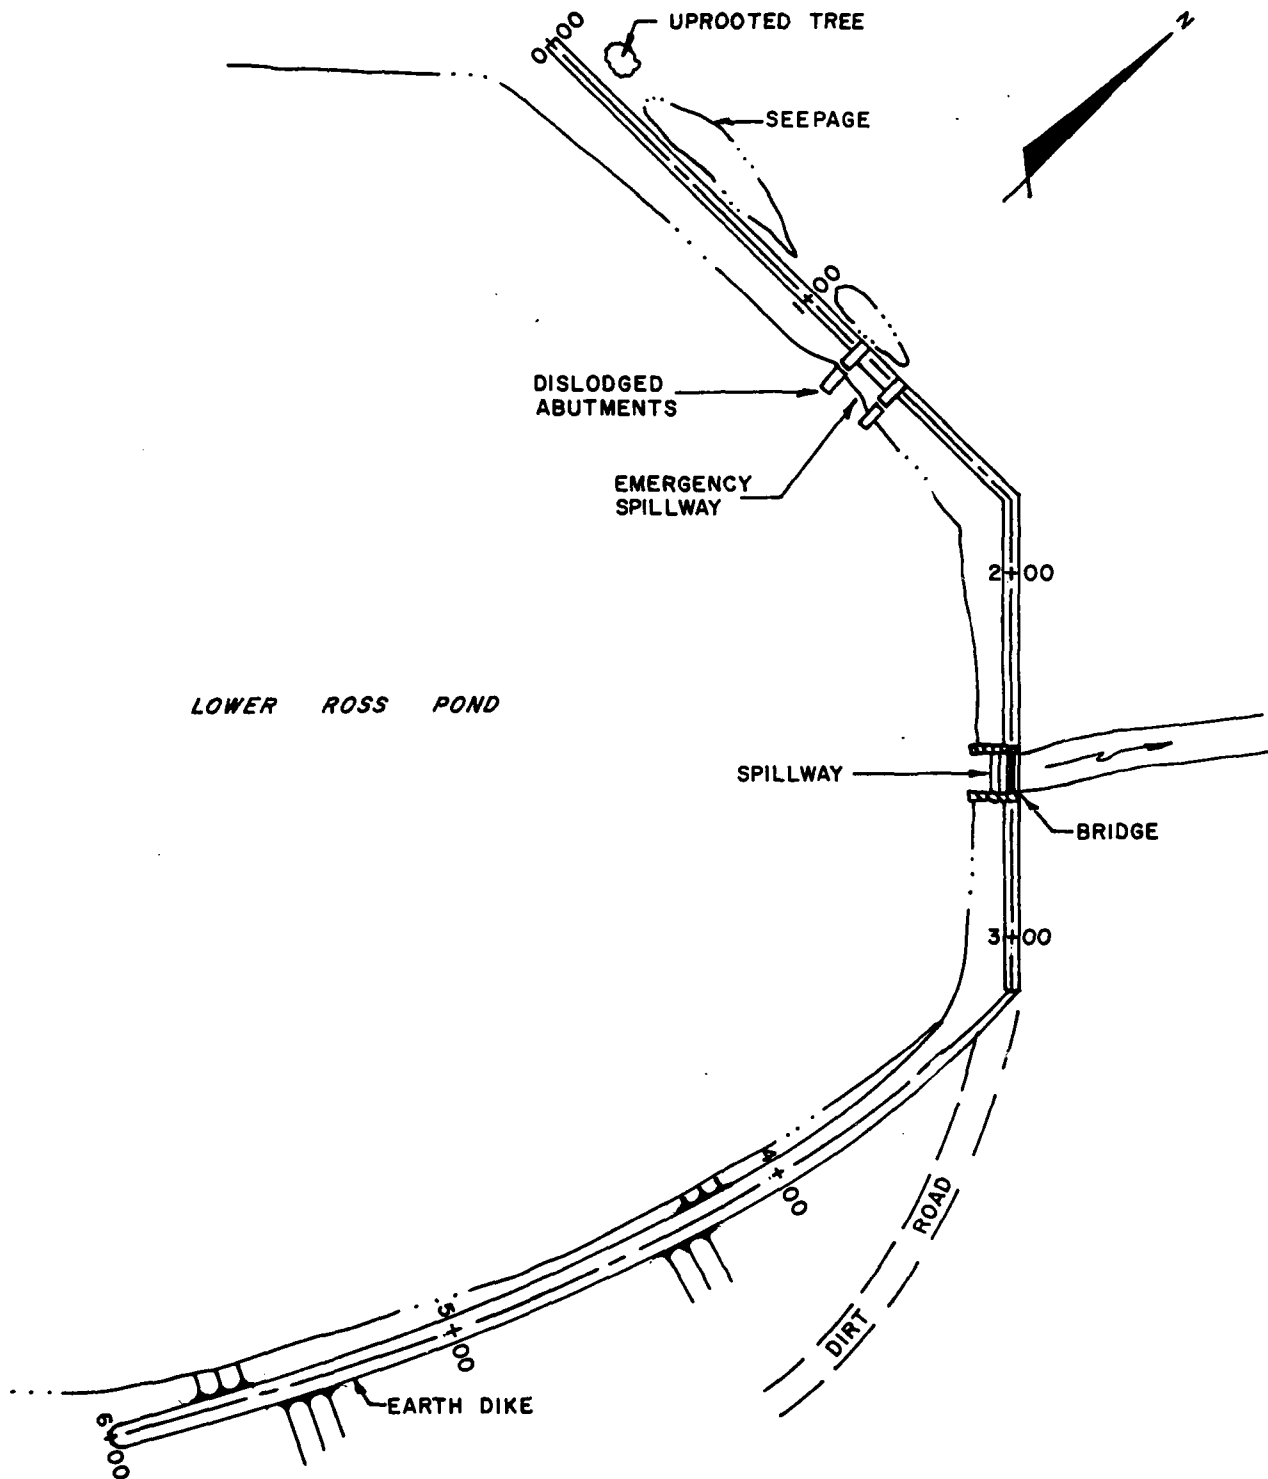 0+00
UPROOTED TREE
N
SEEPAGE
1+00
DISLODGED
ABUTMENTS
EMERGENCY
SPILLWAY
2+00
LOWER ROSS POND
SPILLWAY
BRIDGE
3+00
4+00
DIRT ROAD
5+00
EARTH DIKE
6+00